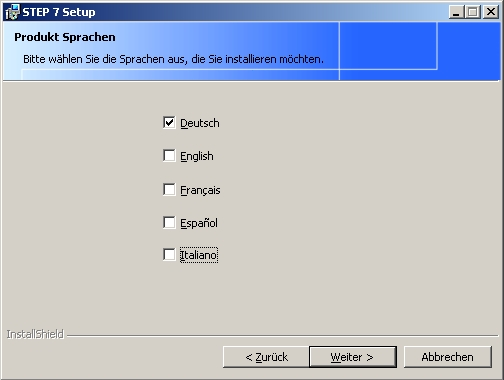 STEP 7 Setup
Produkt Sprachen
Bitte wählen Sie die Sprachen aus, die Sie installieren möchten.
Deutsch
English
Français
Español
Italiano
InstallShield
< Zurück
Weiter >
Abbrechen